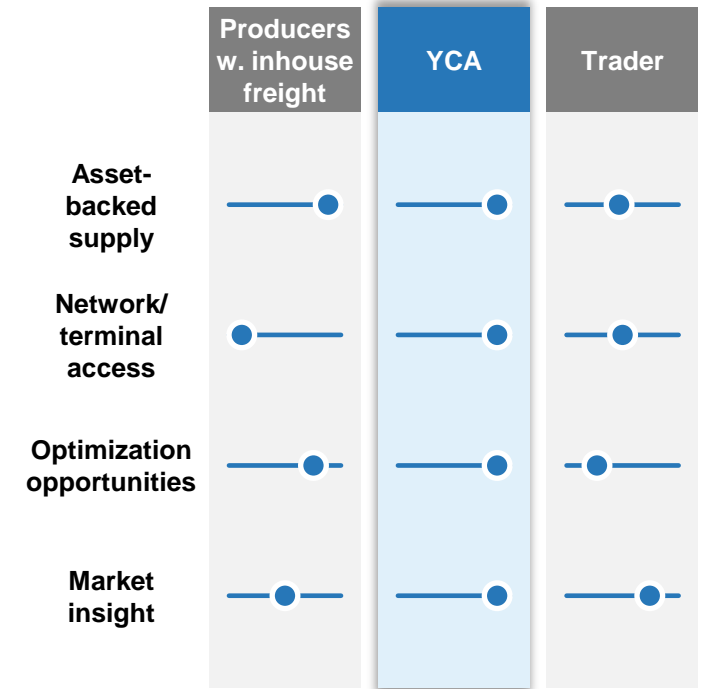 Producers
w. inhouse
freight
YCA
Trader
Asset-
backed
supply
Network/
terminal
access
Optimization
opportunities
Market
insight